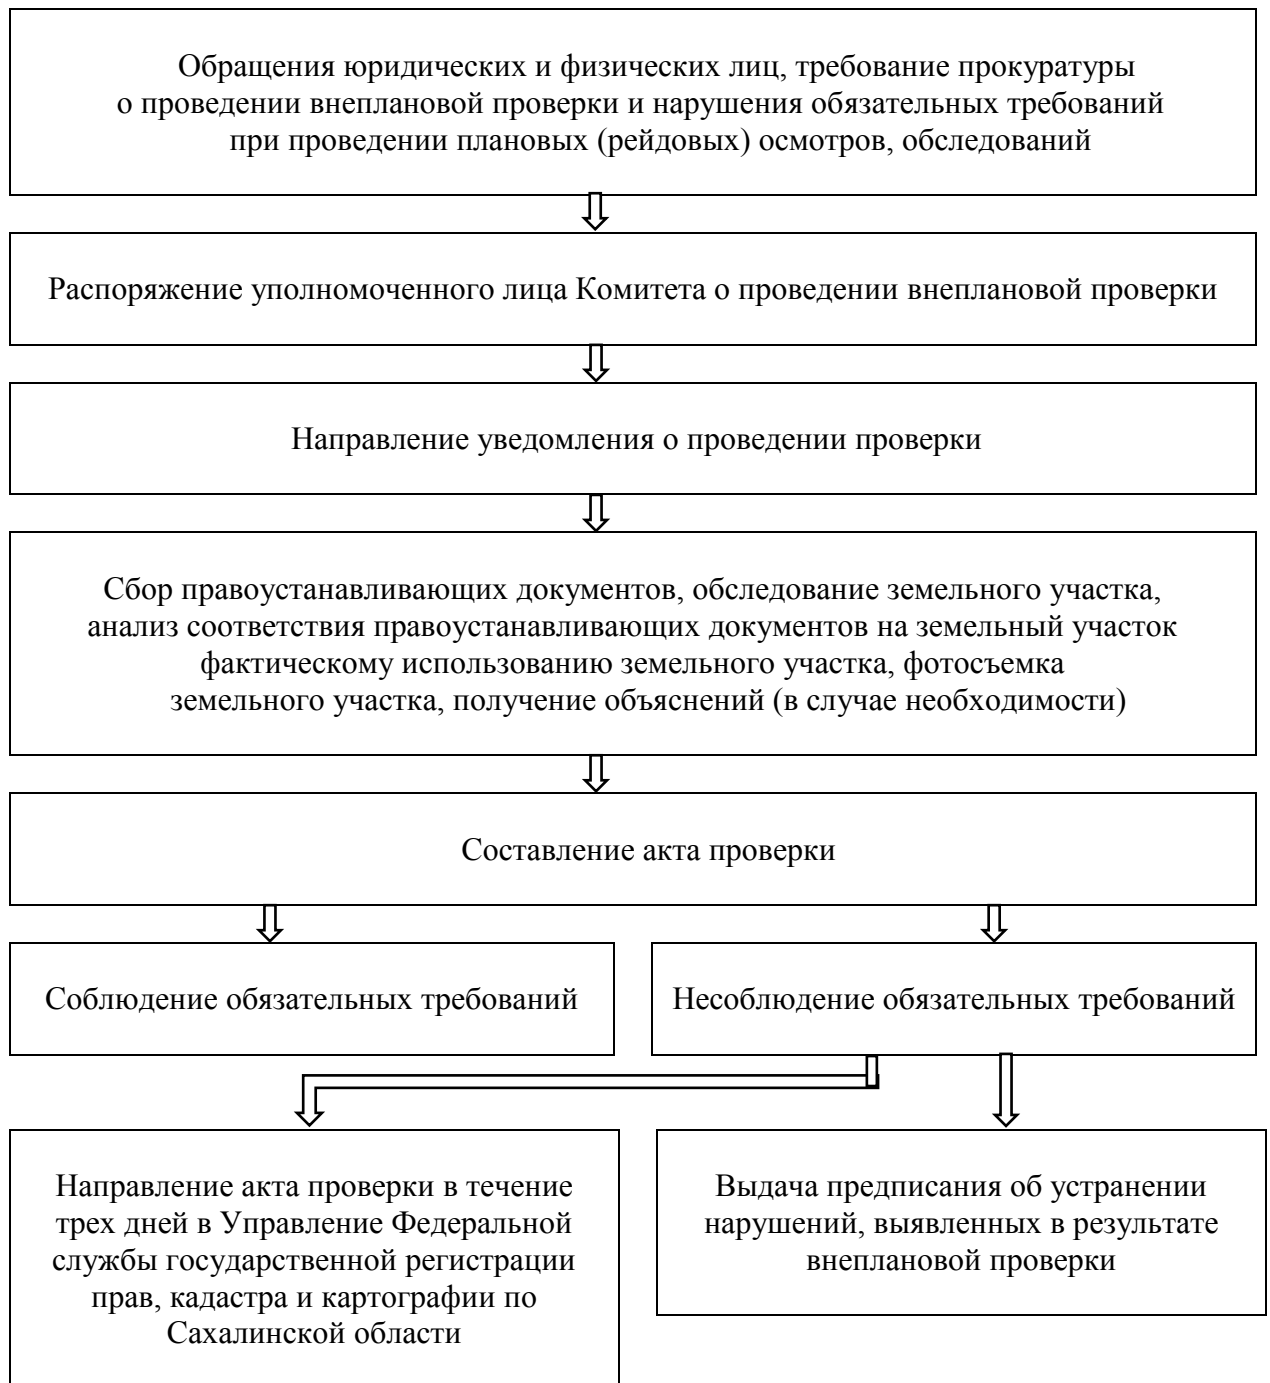 Обращения юридических и физических лиц, требование прокуратуры
о проведении внеплановой проверки и нарушения обязательных требований
при проведении плановых (рейдовых) осмотров, обследований
Распоряжение уполномоченного лица Комитета о проведении внеплановой проверки
Направление уведомления о проведении проверки
Сбор правоустанавливающих документов, обследование земельного участка,
анализ соответствия правоустанавливающих документов на земельный участок
фактическому использованию земельного участка, фотосъемка
земельного участка, получение объяснений (в случае необходимости)
Составление акта проверки
Соблюдение обязательных требований
Несоблюдение обязательных требований
Направление акта проверки в течение
трех дней в Управление Федеральной
службы государственной регистрации
прав, кадастра и картографии по
Сахалинской области
Выдача предписания об устранении
нарушений, выявленных в результате
внеплановой проверки